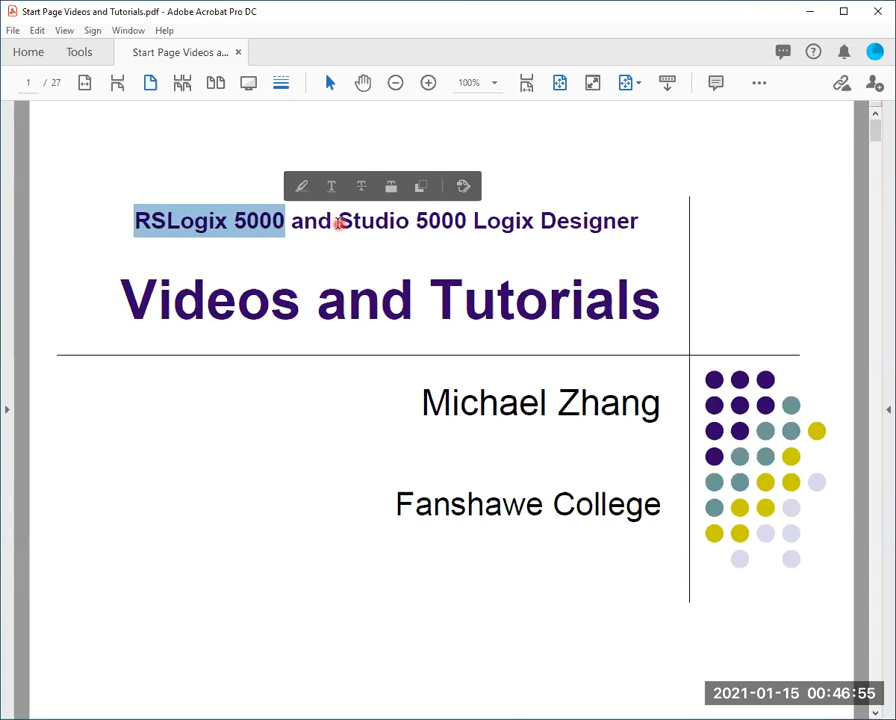 Start Page Videos and Tutorials.pdf - Adobe Acrobat Pro DC
File Edit View Sign Window Help
Home Tools Start Page Videos a... ×
1 / 27 100%
RSLogix 5000 and Studio 5000 Logix Designer
Videos and Tutorials
Michael Zhang
Fanshawe College
2021-01-15 00:46:55